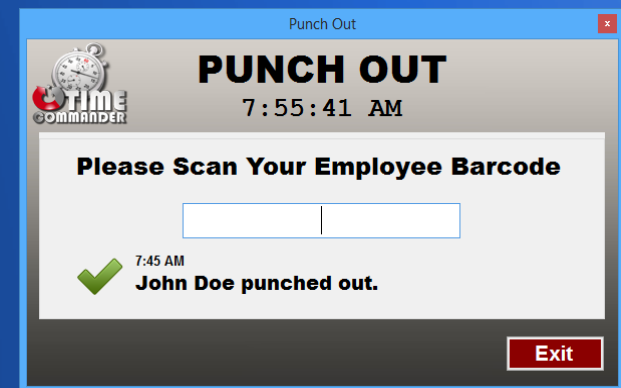 Punch Out
x
TIME
COMMANDER
PUNCH OUT
7:55:41 AM
Please Scan Your Employee Barcode
7:45 AM
John Doe punched out.
Exit